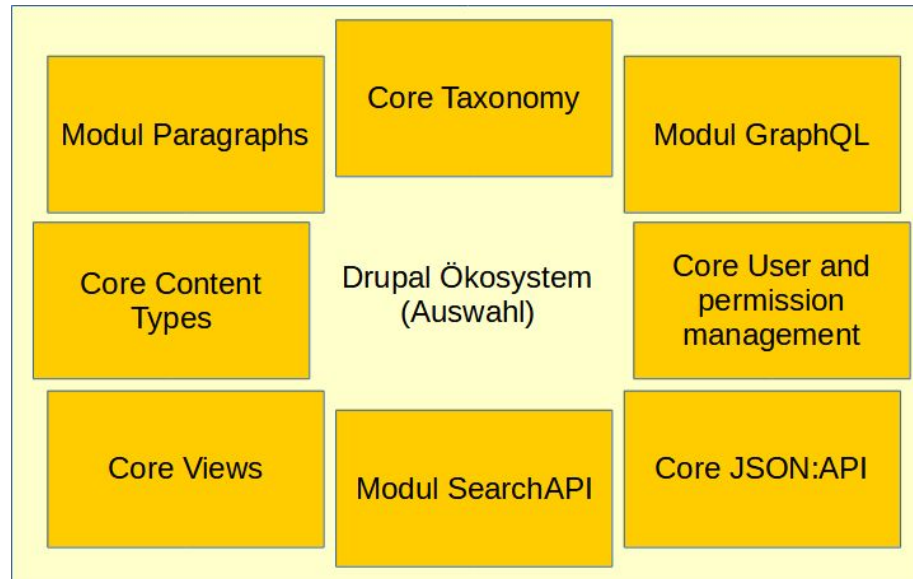 Core Taxonomy
Modul Paragraphs
Modul GraphQL
Core Content
Types
Drupal Ökosystem
(Auswahl)
Core User and
permission
management
Core Views
Modul SearchAPI
Core JSON:API